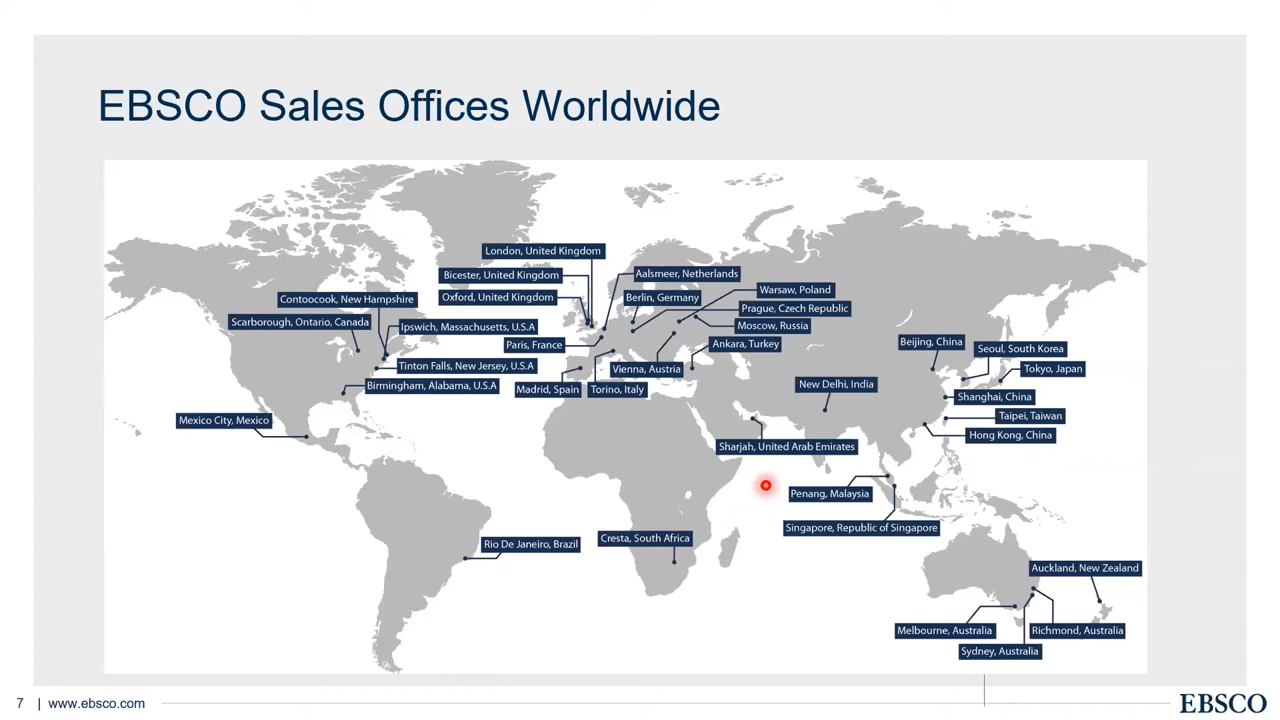 EBSCO Sales Offices Worldwide
London, United Kingdom
Bicester, United Kingdom
Aalsmeer, Netherlands
Warsaw, Poland
Contoocook, New Hampshire
Oxford, United Kingdom
Berlin, Germany
Prague, Czech Republic
Scarborough, Ontario, Canada
Ipswich, Massachusetts, U.S.A
Moscow, Russia
Paris, France
Ankara, Turkey
Beijing, China
Seoul, South Korea
Tinton Falls, New Jersey, U.S.A
Vienna, Austria
Tokyo, Japan
Birmingham, Alabama, U.S.A
Madrid, Spain
Torino, Italy
New Delhi, India
Shanghai, China
Mexico City, Mexico
Taipei, Taiwan
Hong Kong, China
Sharjah, United Arab Emirates
Penang, Malaysia
Singapore, Republic of Singapore
Rio De Janeiro, Brazil
Cresta, South Africa
Auckland, New Zealand
Melbourne, Australia
Richmond, Australia
Sydney, Australia
7 | www.ebsco.com
EBSCO